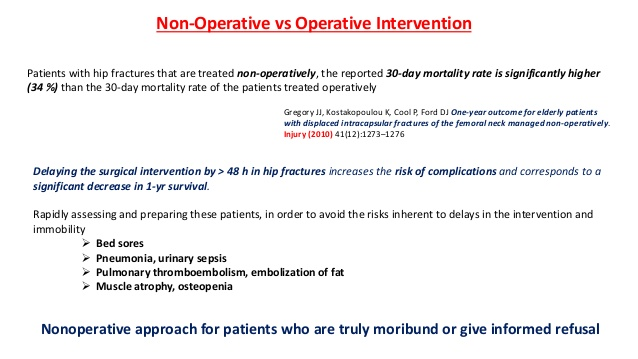 Non-Operative vs Operative Intervention
Patients with hip fractures that are treated non-operatively, the reported 30-day mortality rate is significantly higher
(34 %) than the 30-day mortality rate of the patients treated operatively
Gregory JJ, Kostakopoulou K, Cool P, Ford DJ One-year outcome for elderly patients
with displaced intracapsular fractures of the femoral neck managed non-operatively.
Injury (2010) 41(12):1273–1276
Delaying the surgical intervention by > 48 h in hip fractures increases the risk of complications and corresponds to a
significant decrease in 1-yr survival.
Rapidly assessing and preparing these patients, in order to avoid the risks inherent to delays in the intervention and
immobility
➢ Bed sores
➢ Pneumonia, urinary sepsis
➢ Pulmonary thromboembolism, embolization of fat
➢ Muscle atrophy, osteopenia
Nonoperative approach for patients who are truly moribund or give informed refusal